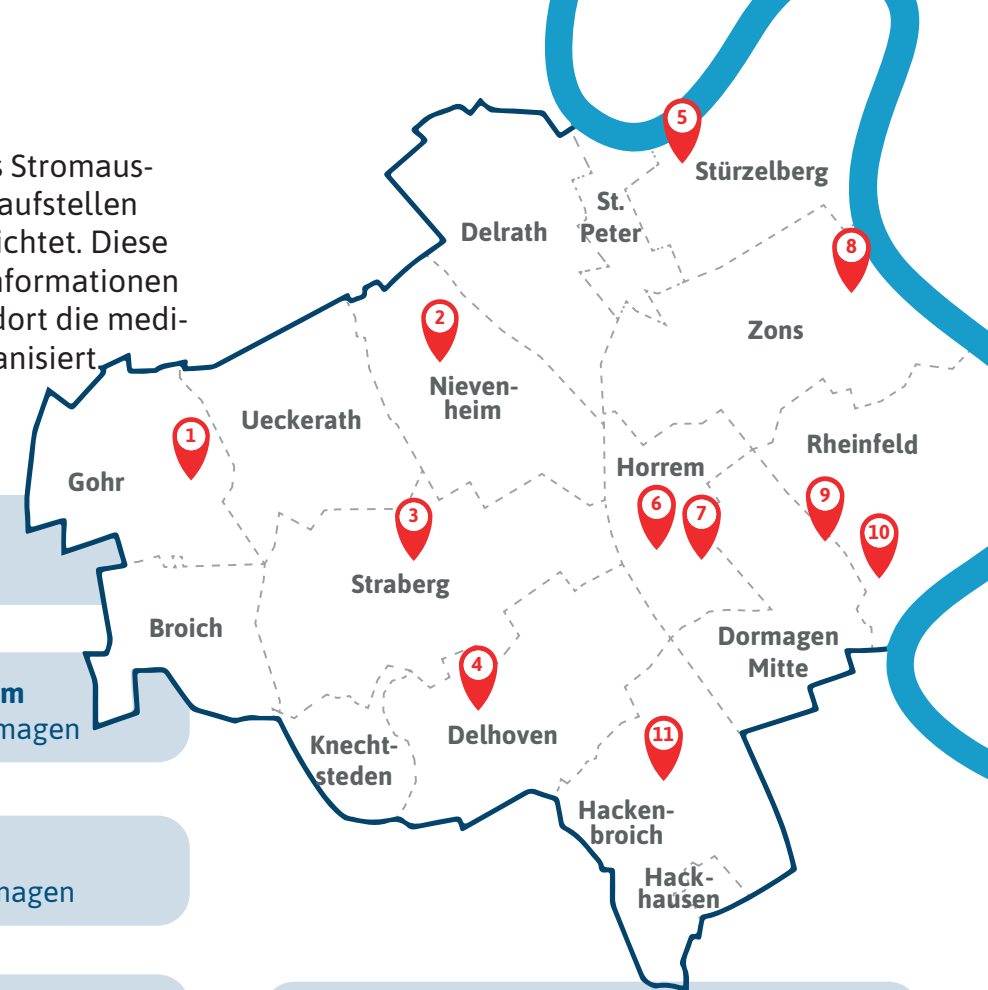 s Stromaus-
aufstellen
ichtet. Diese
nformationen
dort die medi-
anisiert.
5
Stürzelberg
St.
Peter
Delrath
8
2
Zons
Nieven-
heim
Ueckerath
1
Rheinfeld
Gohr
Horrem
9
6
7
3
10
Straberg
Broich
Dormagen
Mitte
4
m
magen
Delhoven
11
Knecht-
steden
Hacken-
broich
Hack-
hausen
magen